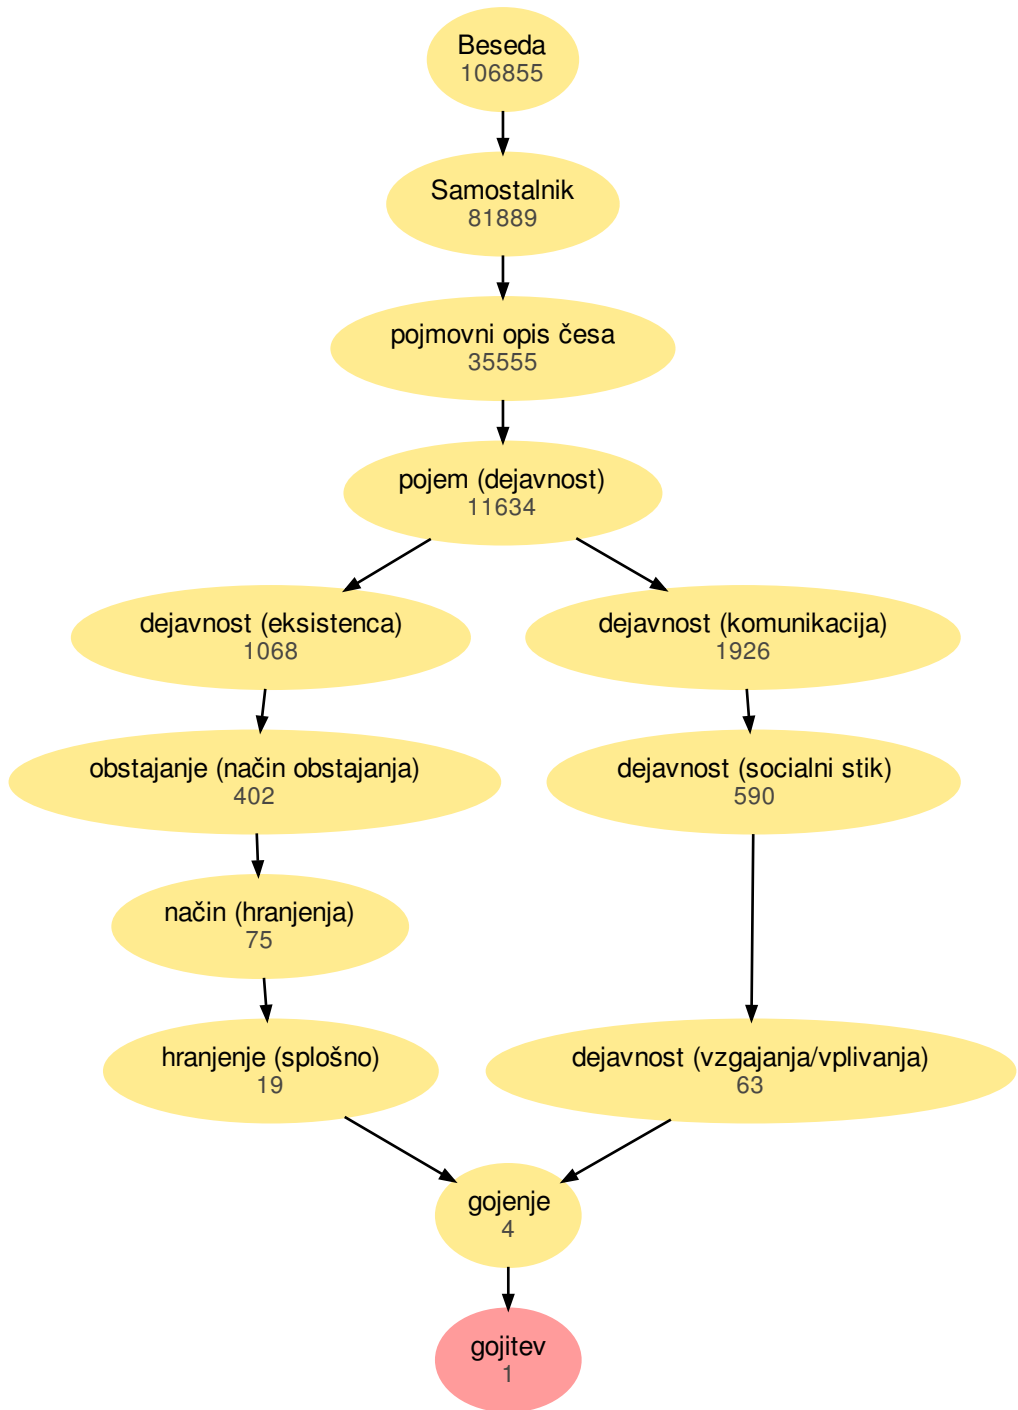 Beseda
106855
Samostalnik
81889
pojmovni opis česa
35555
pojem (dejavnost)
11634
dejavnost (eksistenca)
1068
dejavnost (komunikacija)
1926
obstajanje (način obstajanja)
402
dejavnost (socialni stik)
590
način (hranjenja)
75
hranjenje (splošno)
19
dejavnost (vzgajanja/vplivanja)
63
gojenje
4
gojitev
1